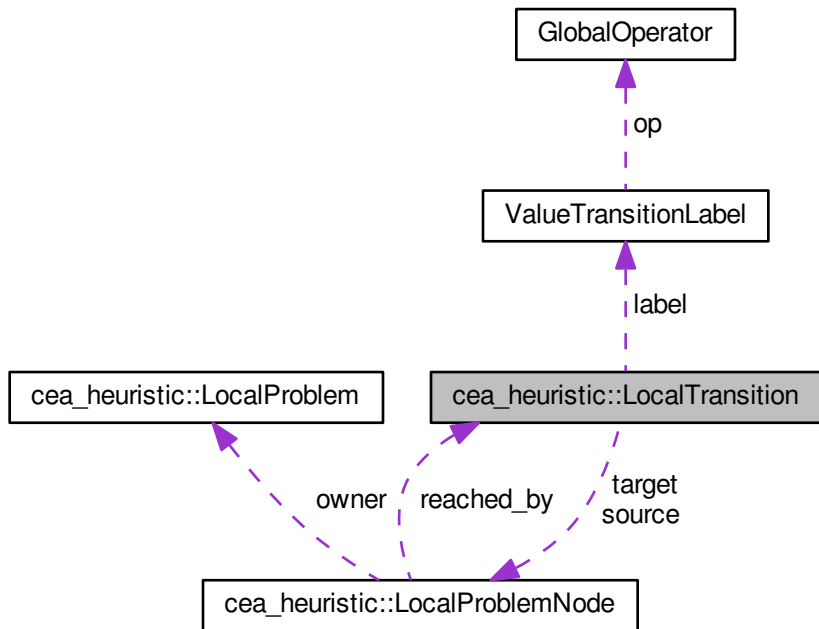 GlobalOperator
op
ValueTransitionLabel
label
cea_heuristic::LocalProblem
cea_heuristic::LocalTransition
owner
reached_by
target
source
cea_heuristic::LocalProblemNode